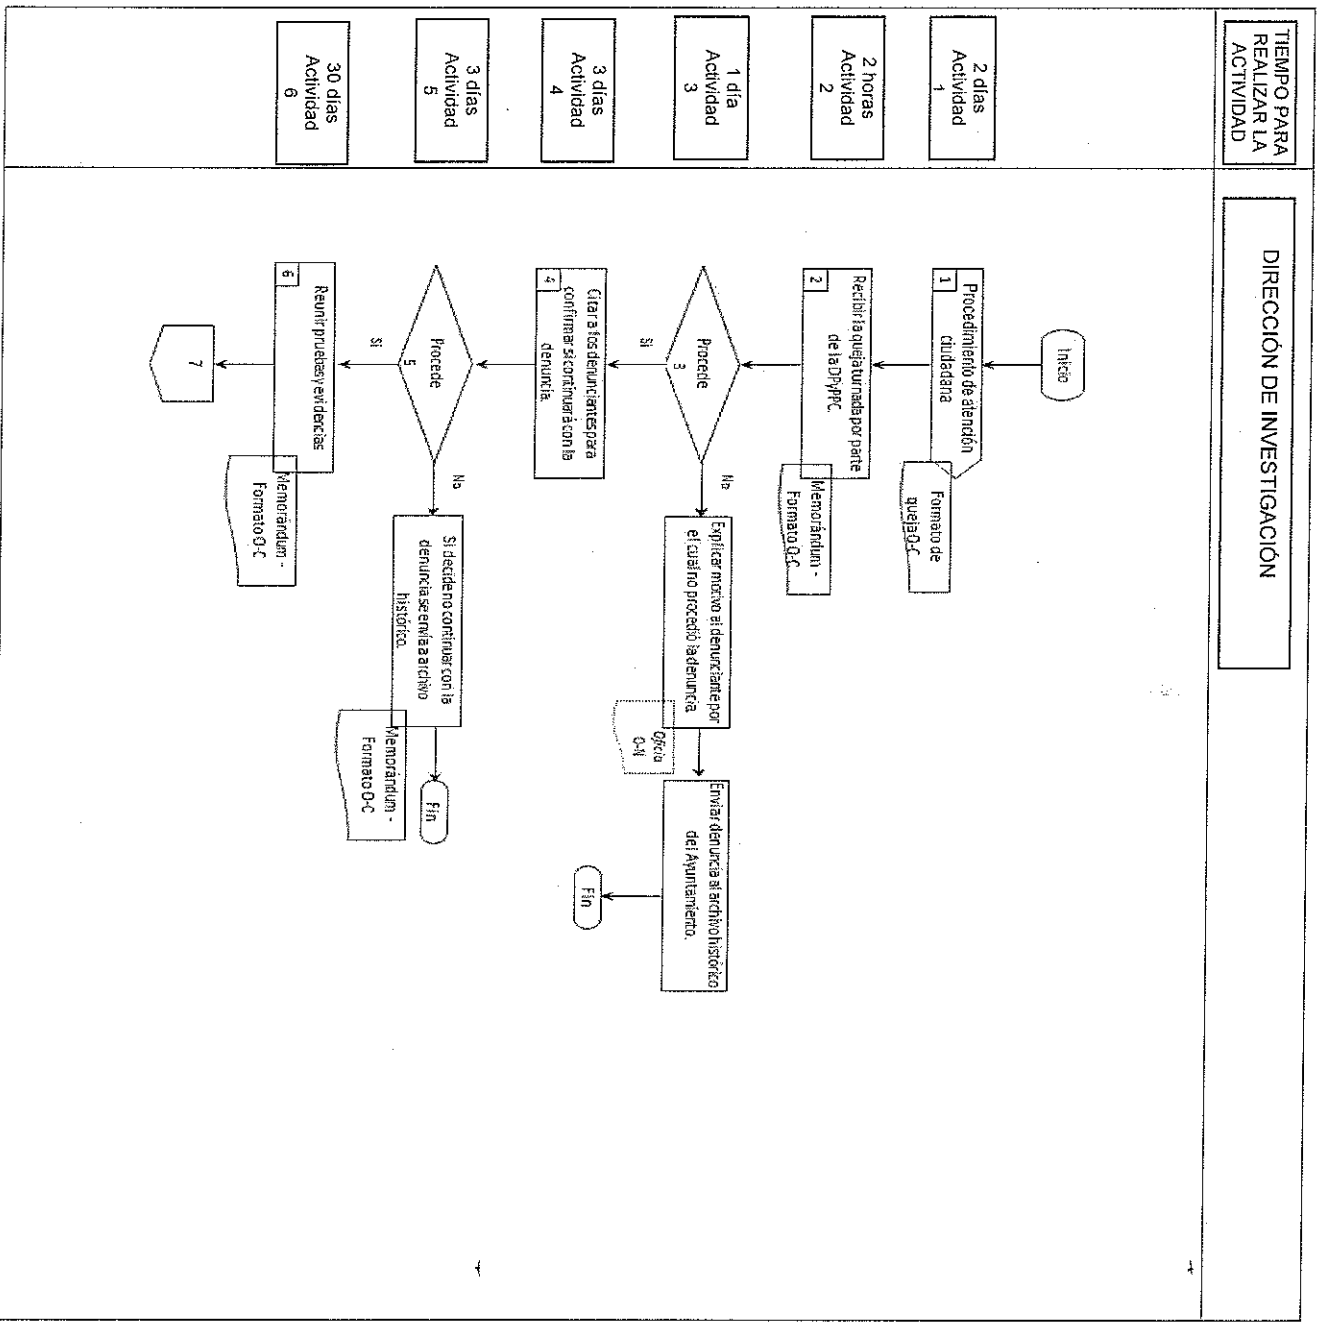 TIEMPO PARA
REALIZAR LA
ACTIVIDAD
DIRECCIÓN DE INVESTIGACIÓN
Inicio
2 días
Actividad
1
Procedimiento de atención
ciudadana
1
Formato de
queja O-C
2 horas
Actividad
2
Recibir la queja turnada por parte
de la DPyPPC.
2
Memorándum -
Formato O-C
1 día
Actividad
3
Procede
3
No
Explicar motivo al denunciante por
el cual no procedió la denuncia
Oficio
O-N
Enviar denuncia al archivo histórico
del Ayuntamiento.
Fin
Si
3 días
Actividad
4
Citar a los denunciantes para
confirmar si continuará con la
denuncia.
4
3 días
Actividad
5
Procede
5
No
Si decide no continuar con la
denuncia se envía a archivo
histórico.
Memorándum -
Formato O-C
Fin
Si
30 días
Actividad
6
Reunir pruebas y evidencias
6
Memorándum -
Formato O-C
7